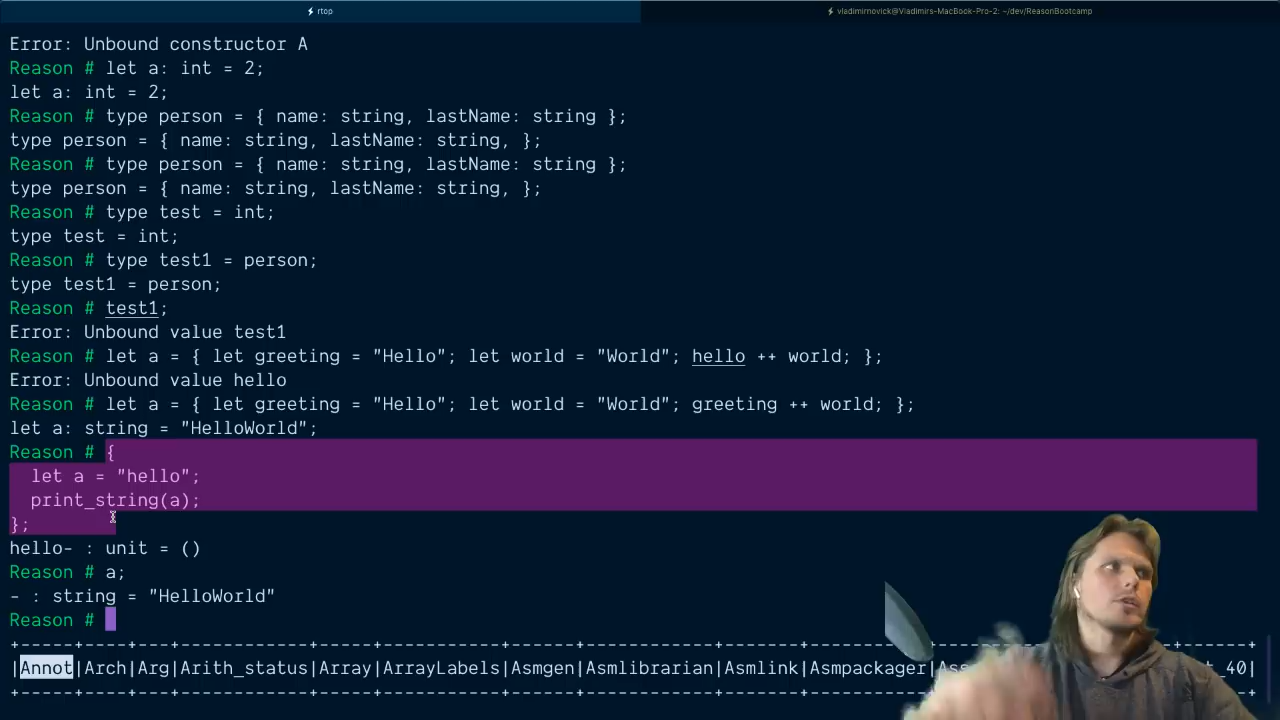 ⚡ rtop
⚡ vladimirnovick@Vladimirs-MacBook-Pro-2: ~/dev/ReasonBootcamp
Error: Unbound constructor A
Reason # let a: int = 2;
let a: int = 2;
Reason # type person = { name: string, lastName: string };
type person = { name: string, lastName: string, };
Reason # type person = { name: string, lastName: string };
type person = { name: string, lastName: string, };
Reason # type test = int;
type test = int;
Reason # type test1 = person;
type test1 = person;
Reason # test1;
Error: Unbound value test1
Reason # let a = { let greeting = "Hello"; let world = "World"; hello ++ world; };
Error: Unbound value hello
Reason # let a = { let greeting = "Hello"; let world = "World"; greeting ++ world; };
let a: string = "HelloWorld";
Reason # {
  let a = "hello";
  print_string(a);
};
hello- : unit = ()
Reason # a;
- : string = "HelloWorld"
Reason #
|Annot|Arch|Arg|Arith_status|Array|ArrayLabels|Asmgen|Asmlibrarian|Asmlink|Asmpackager|